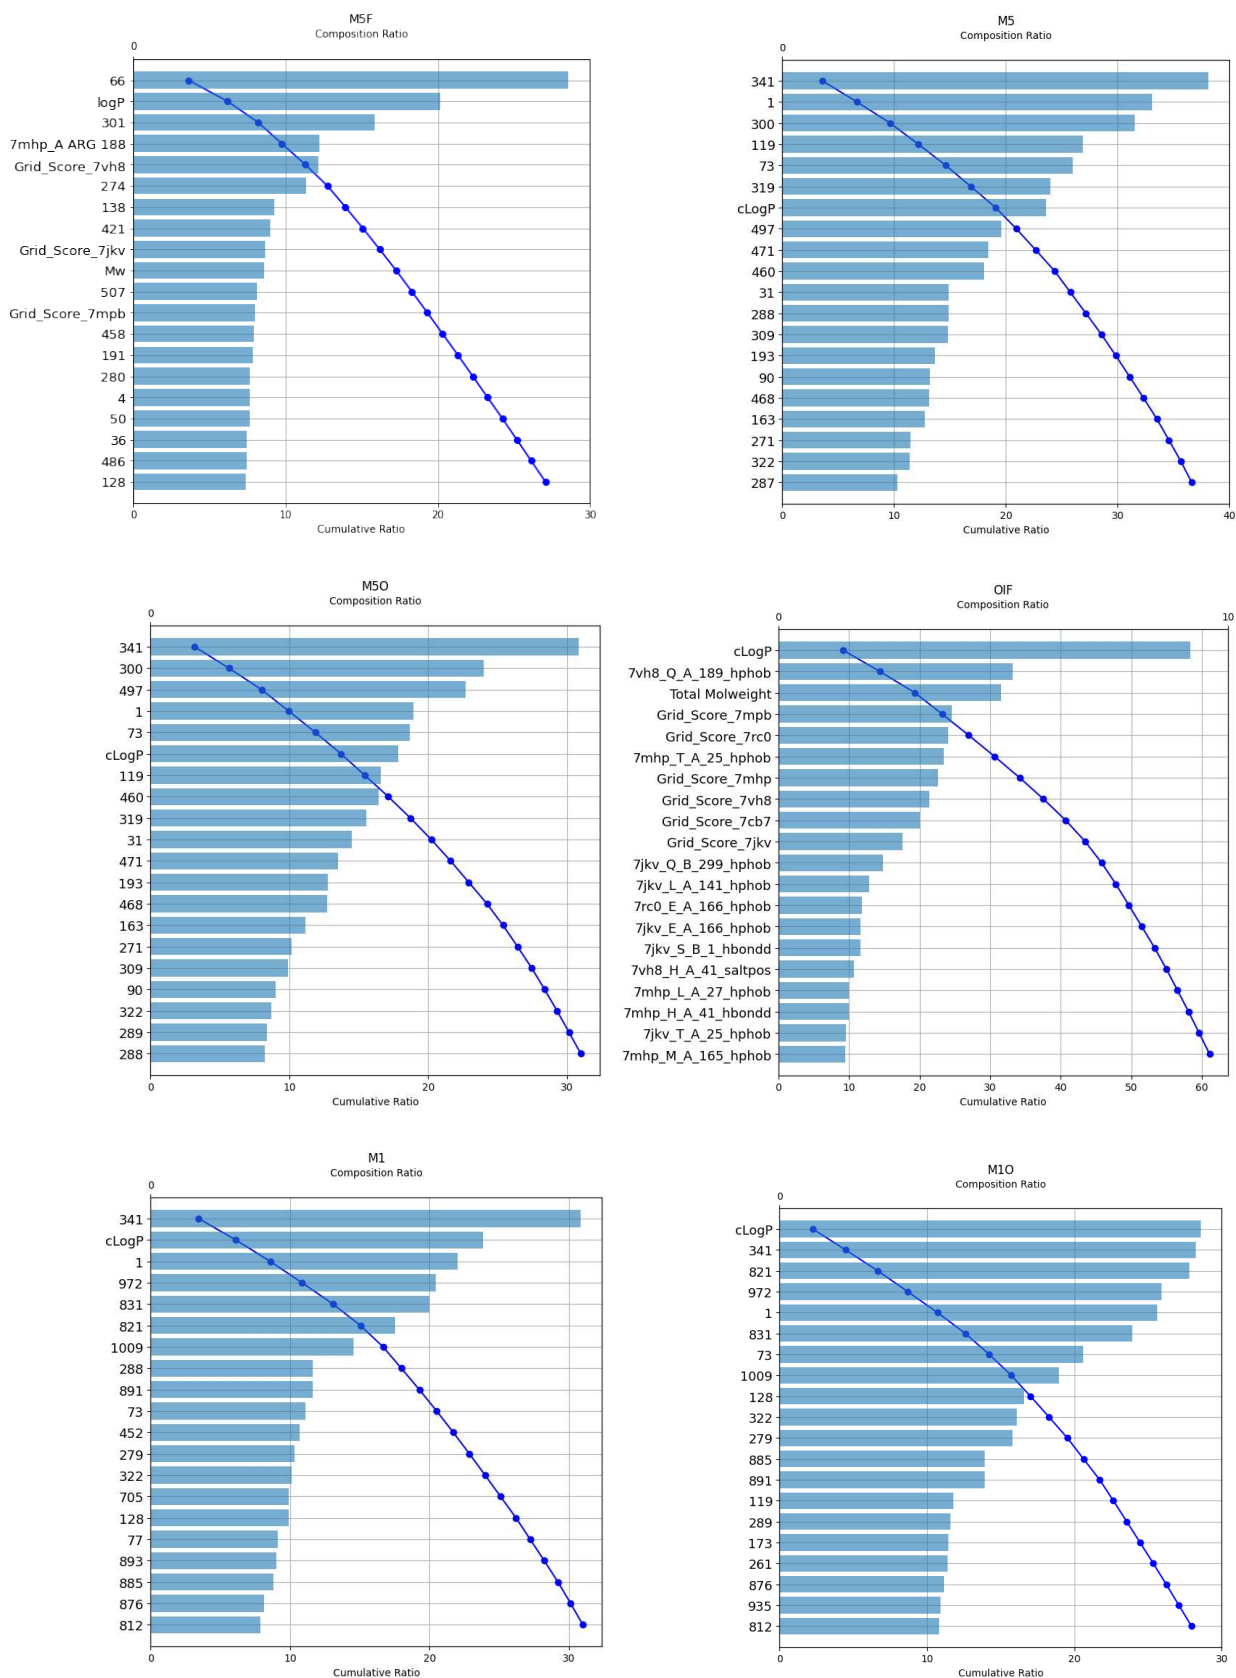 M5F
Composition Ratio
0
66
logP
301
7mhp_A ARG 188
Grid_Score_7vh8
274
138
421
Grid_Score_7jkv
Mw
507
Grid_Score_7mpb
458
191
280
4
50
36
486
128
0 10 20 30
Cumulative Ratio
M5
Composition Ratio
0
341
1
300
119
73
319
cLogP
497
471
460
31
288
309
193
90
468
163
271
322
287
0 10 20 30 40
Cumulative Ratio
M5O
Composition Ratio
0
341
300
497
1
73
cLogP
119
460
319
31
471
193
468
163
271
309
90
322
289
288
0 10 20 30
Cumulative Ratio
OIF
Composition Ratio
0 10
cLogP
7vh8_Q_A_189_hphob
Total Molweight
Grid_Score_7mpb
Grid_Score_7rc0
7mhp_T_A_25_hphob
Grid_Score_7mhp
Grid_Score_7vh8
Grid_Score_7cb7
Grid_Score_7jkv
7jkv_Q_B_299_hphob
7jkv_L_A_141_hphob
7rc0_E_A_166_hphob
7jkv_E_A_166_hphob
7jkv_S_B_1_hbondd
7vh8_H_A_41_saltpos
7mhp_L_A_27_hphob
7mhp_H_A_41_hbondd
7jkv_T_A_25_hphob
7mhp_M_A_165_hphob
0 10 20 30 40 50 60
Cumulative Ratio
M1
Composition Ratio
0
341
cLogP
1
972
831
821
1009
288
891
73
452
279
322
705
128
77
893
885
876
812
0 10 20 30
Cumulative Ratio
M1O
Composition Ratio
0
cLogP
341
821
972
1
831
73
1009
128
322
279
885
891
119
289
173
261
876
935
812
10 20 30
Cumulative Ratio